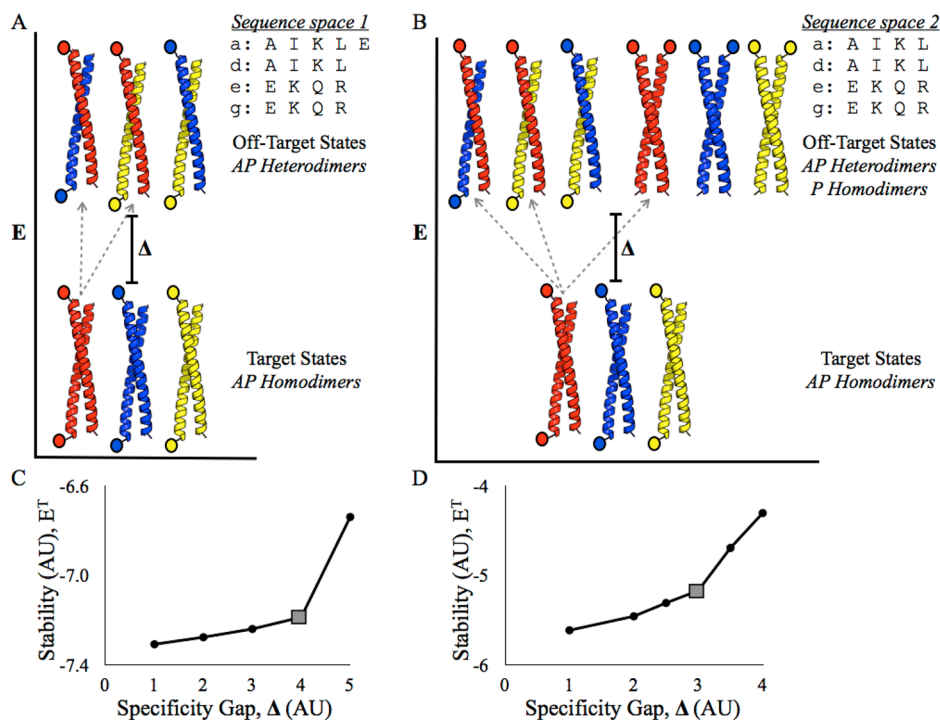 A
Sequence space 1
a: A I K L E
d: A I K L
e: E K Q R
g: E K Q R
Off-Target States
AP Heterodimers
E
Δ
Target States
AP Homodimers
B
Sequence space 2
a: A I K L
d: A I K L
e: E K Q R
g: E K Q R
Off-Target States
AP Heterodimers
P Homodimers
E
Δ
Target States
AP Homodimers
C
Stability (AU), E^T
-6.6
-7.0
-7.4
0 1 2 3 4 5
Specificity Gap, Δ (AU)
D
Stability (AU), E^T
-4
-5
-6
0 1 2 3 4
Specificity Gap, Δ (AU)